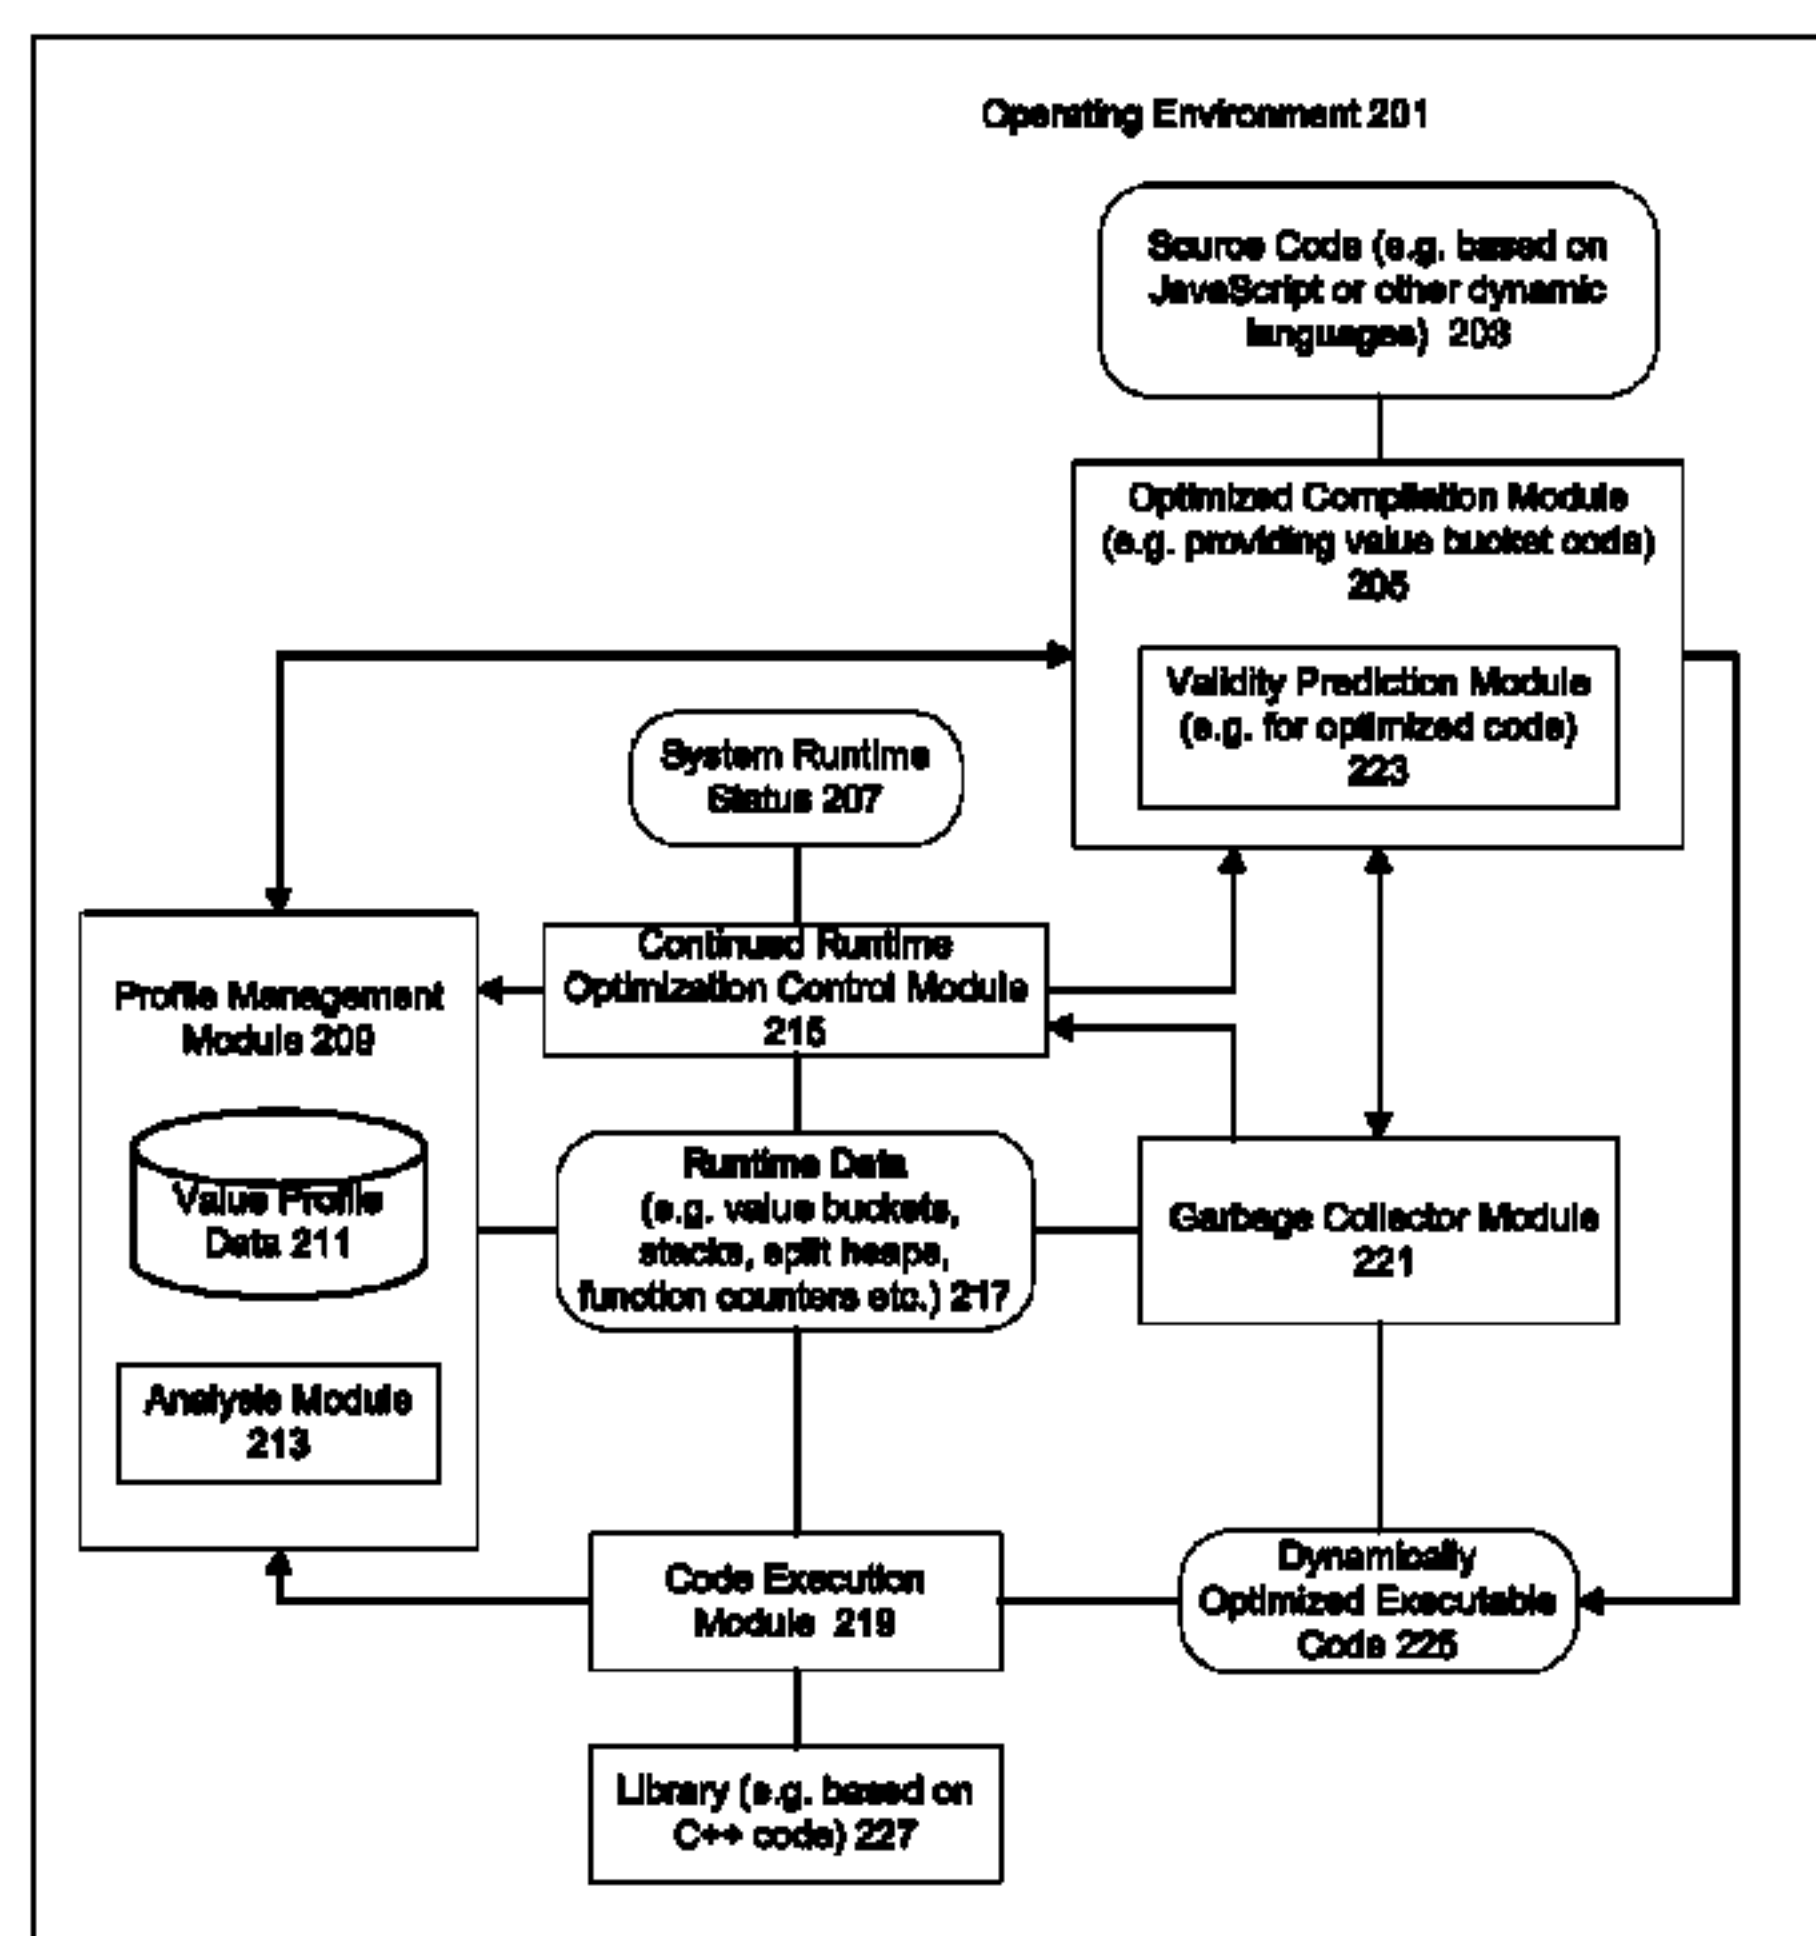 Operating Environment 201
Source Code (e.g. based on
JavaScript or other dynamic
languages) 203
Optimized Compilation Module
(e.g. providing value bucket code)
205
Validity Prediction Module
(e.g. for optimized code)
223
System Runtime
Status 207
Continued Runtime
Optimization Control Module
215
Profile Management
Module 209
Value Profile
Data 211
Analysis Module
213
Runtime Data
(e.g. value buckets,
stacks, split heaps,
function counters etc.) 217
Garbage Collector Module
221
Code Execution
Module 219
Dynamically
Optimized Executable
Code 225
Library (e.g. based on
C++ code) 227